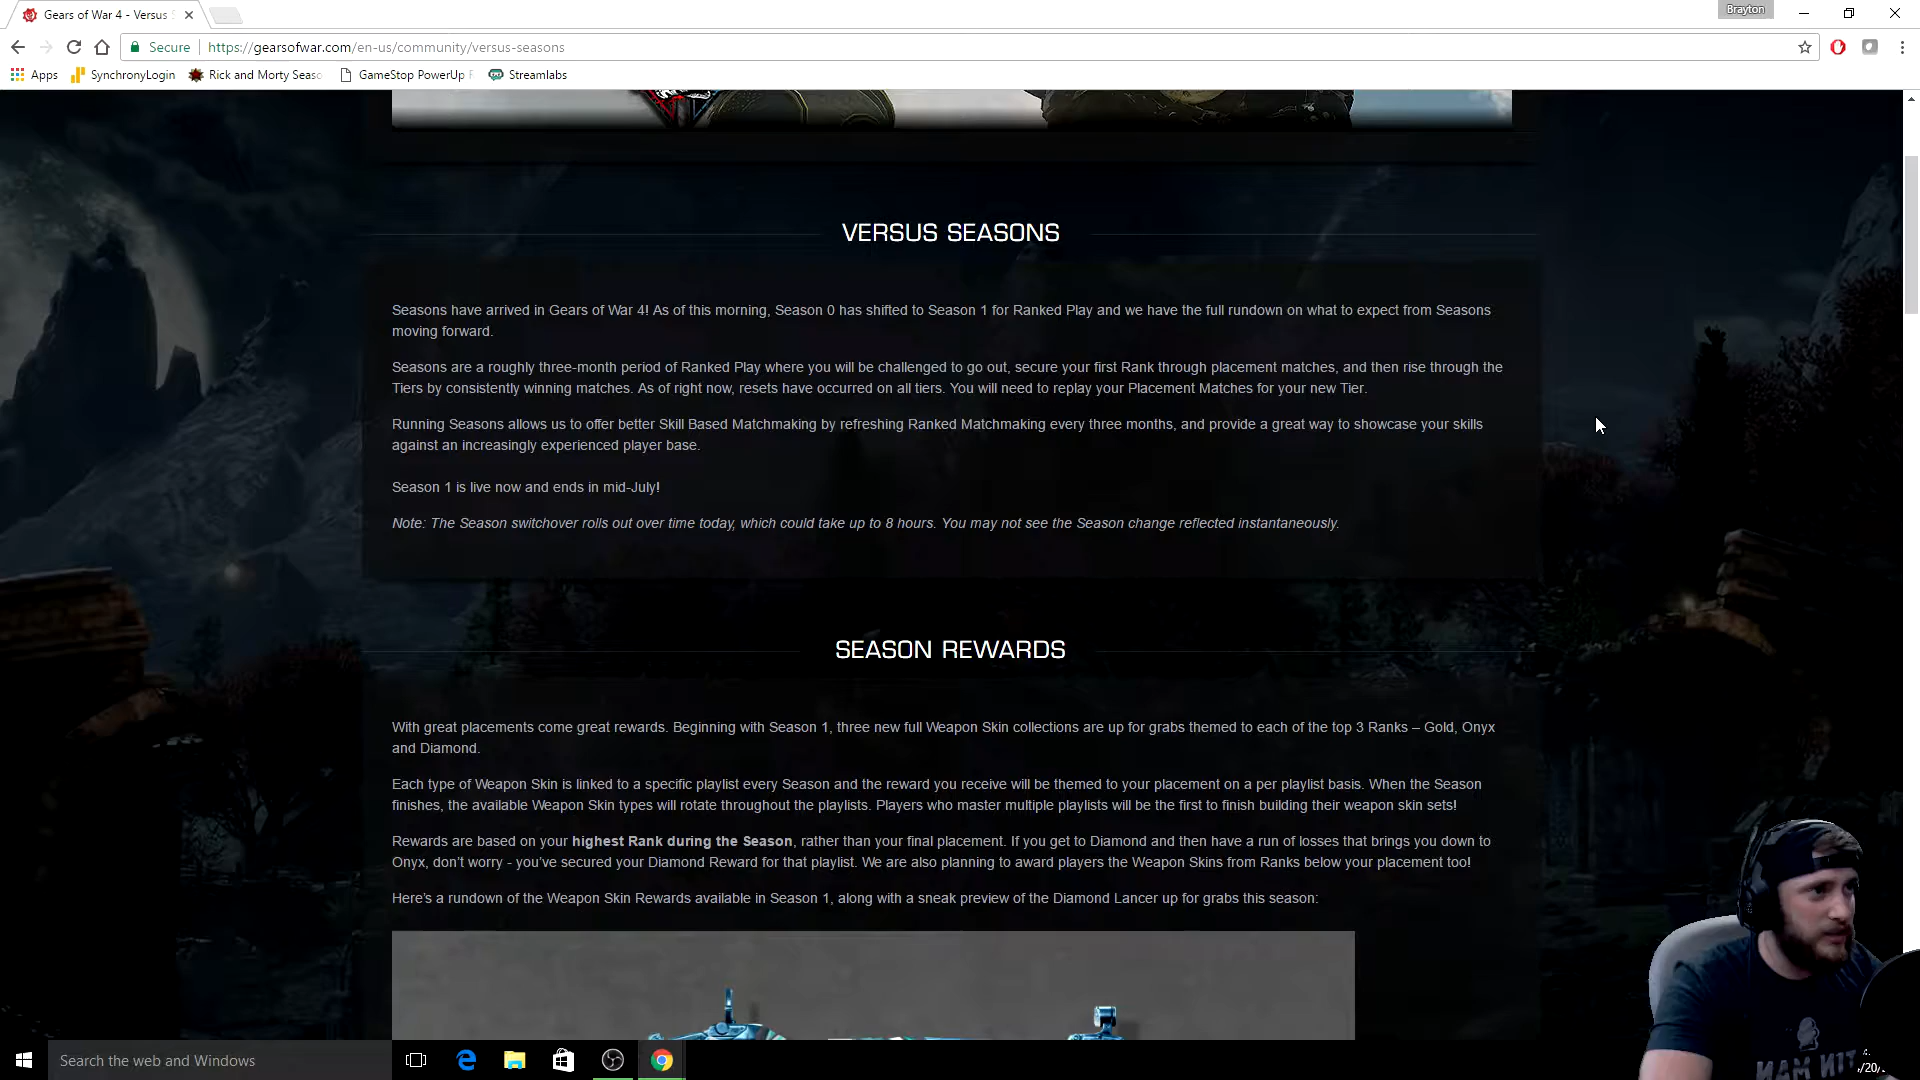 Gears of War 4 - Versus S
Brayton
Secure
https://gearsofwar.com/en-us/community/versus-seasons
Apps
SynchronyLogin
Rick and Morty Seaso
GameStop PowerUp R
Streamlabs
VERSUS SEASONS
Seasons have arrived in Gears of War 4! As of this morning, Season 0 has shifted to Season 1 for Ranked Play and we have the full rundown on what to expect from Seasons
moving forward.
Seasons are a roughly three-month period of Ranked Play where you will be challenged to go out, secure your first Rank through placement matches, and then rise through the
Tiers by consistently winning matches. As of right now, resets have occurred on all tiers. You will need to replay your Placement Matches for your new Tier.
Running Seasons allows us to offer better Skill Based Matchmaking by refreshing Ranked Matchmaking every three months, and provide a great way to showcase your skills
against an increasingly experienced player base.
Season 1 is live now and ends in mid-July!
Note: The Season switchover rolls out over time today, which could take up to 8 hours. You may not see the Season change reflected instantaneously.
SEASON REWARDS
With great placements come great rewards. Beginning with Season 1, three new full Weapon Skin collections are up for grabs themed to each of the top 3 Ranks – Gold, Onyx
and Diamond.
Each type of Weapon Skin is linked to a specific playlist every Season and the reward you receive will be themed to your placement on a per playlist basis. When the Season
finishes, the available Weapon Skin types will rotate throughout the playlists. Players who master multiple playlists will be the first to finish building their weapon skin sets!
Rewards are based on your highest Rank during the Season, rather than your final placement. If you get to Diamond and then have a run of losses that brings you down to
Onyx, don't worry - you've secured your Diamond Reward for that playlist. We are also planning to award players the Weapon Skins from Ranks below your placement too!
Here's a rundown of the Weapon Skin Rewards available in Season 1, along with a sneak preview of the Diamond Lancer up for grabs this season:
Search the web and Windows
/20/